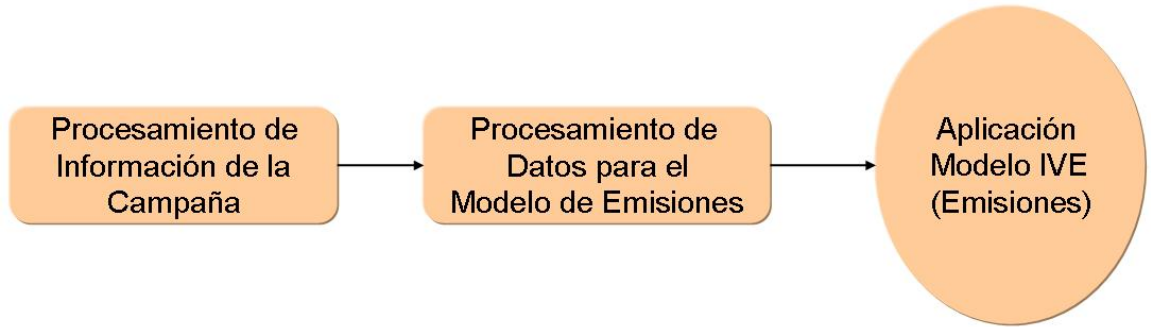 Procesamiento de
Información de la
Campaña
Procesamiento de
Datos para el
Modelo de Emisiones
Aplicación
Modelo IVE
(Emisiones)